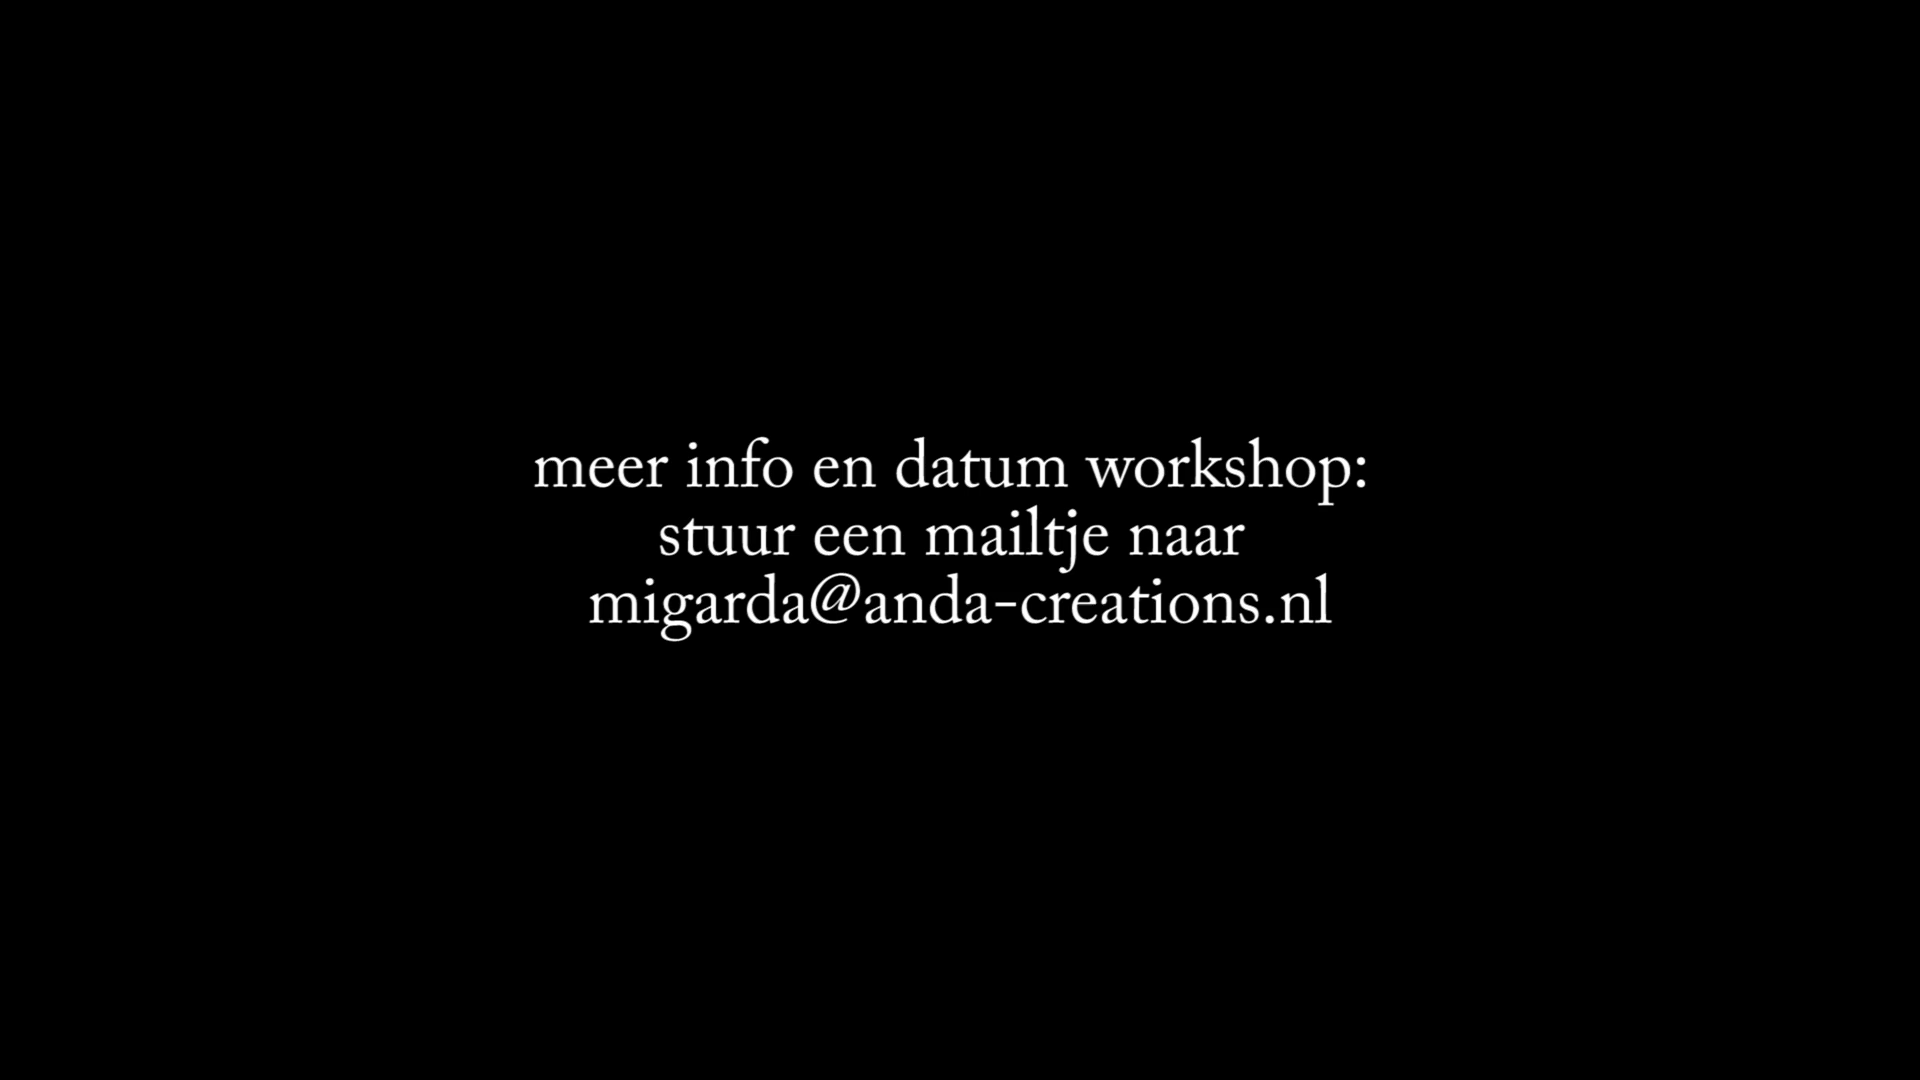 meer info en datum workshop:
stuur een mailtje naar
migarda@anda-creations.nl